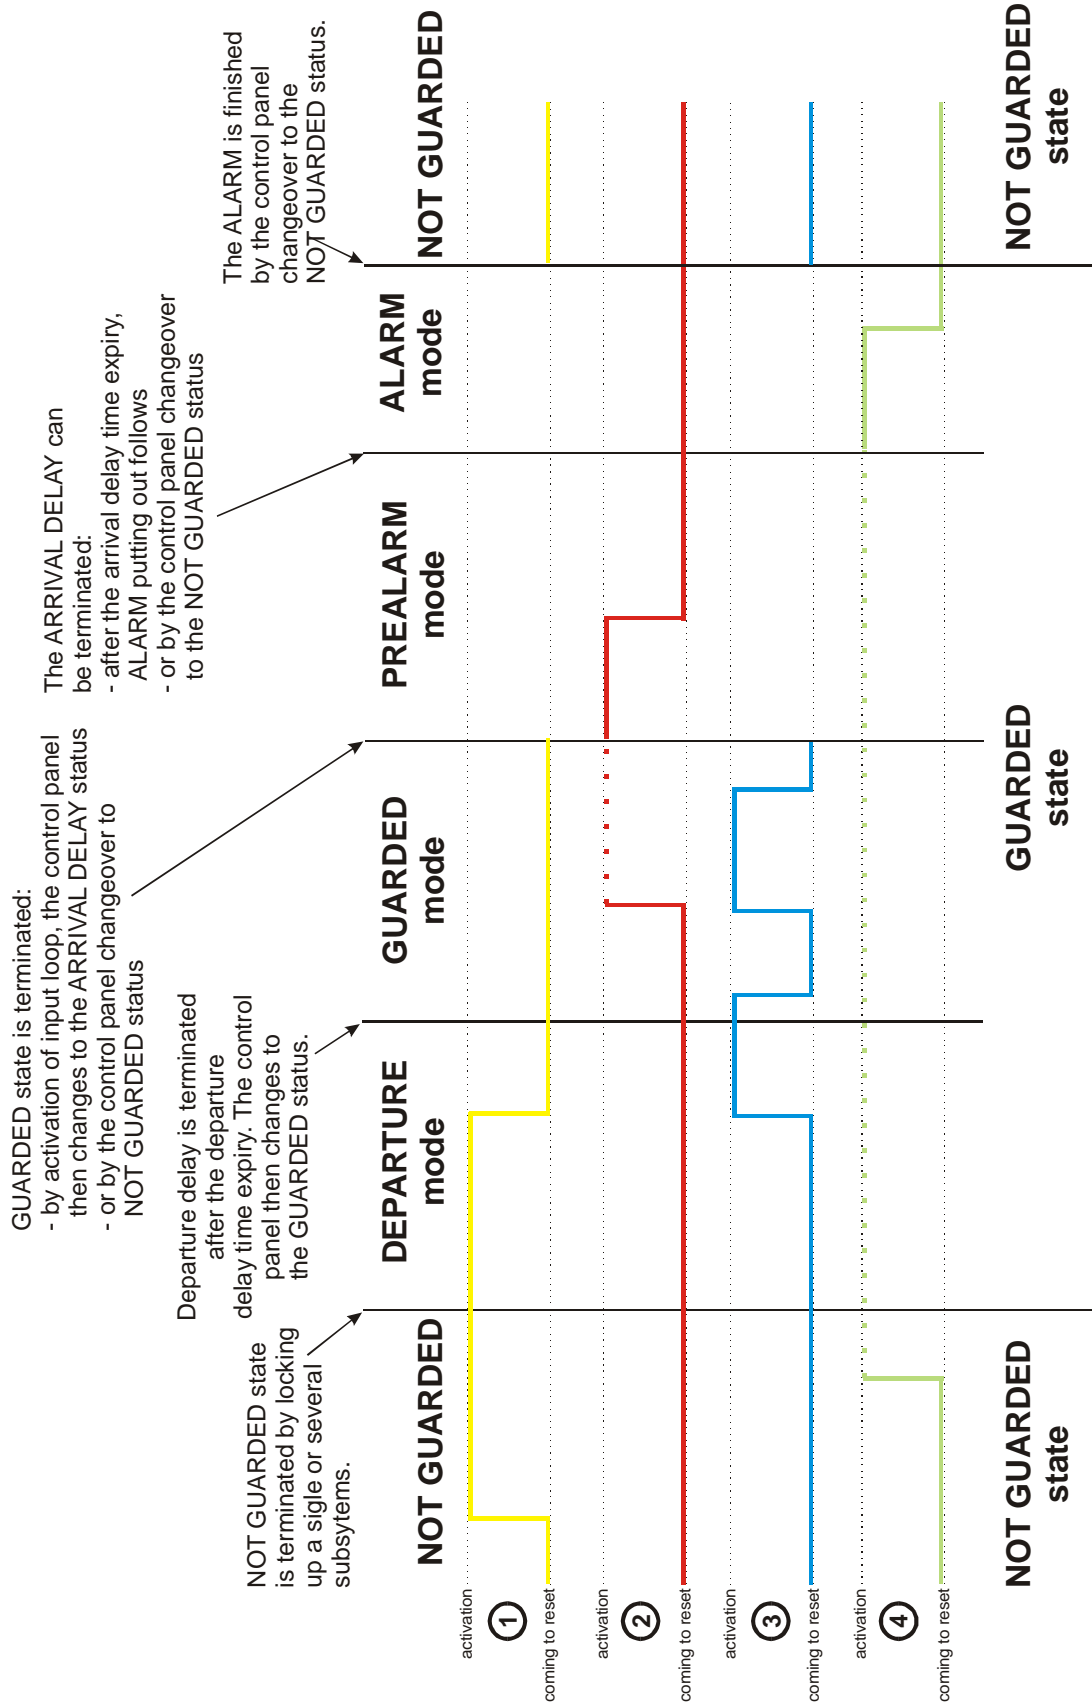 GUARDED state is terminated:
- by activation of input loop, the control panel
then changes to the ARRIVAL DELAY status
- or by the control panel changeover to
NOT GUARDED status
The ARRIVAL DELAY can
be terminated:
- after the arrival delay time expiry,
ALARM putting out follows
- or by the control panel changeover
to the NOT GUARDED status
The ALARM is finished
by the control panel
changeover to the
NOT GUARDED status.
Departure delay is terminated
after the departure
delay time expiry. The control
panel then changes to
the GUARDED status.
NOT GUARDED state
is terminated by locking
up a sigle or several
subsytems.
NOT GUARDED
DEPARTURE
mode
GUARDED
mode
PREALARM
mode
ALARM
mode
NOT GUARDED
activation
1
coming to reset
activation
2
coming to reset
activation
3
coming to reset
activation
4
coming to reset
NOT GUARDED
state
GUARDED
state
NOT GUARDED
state